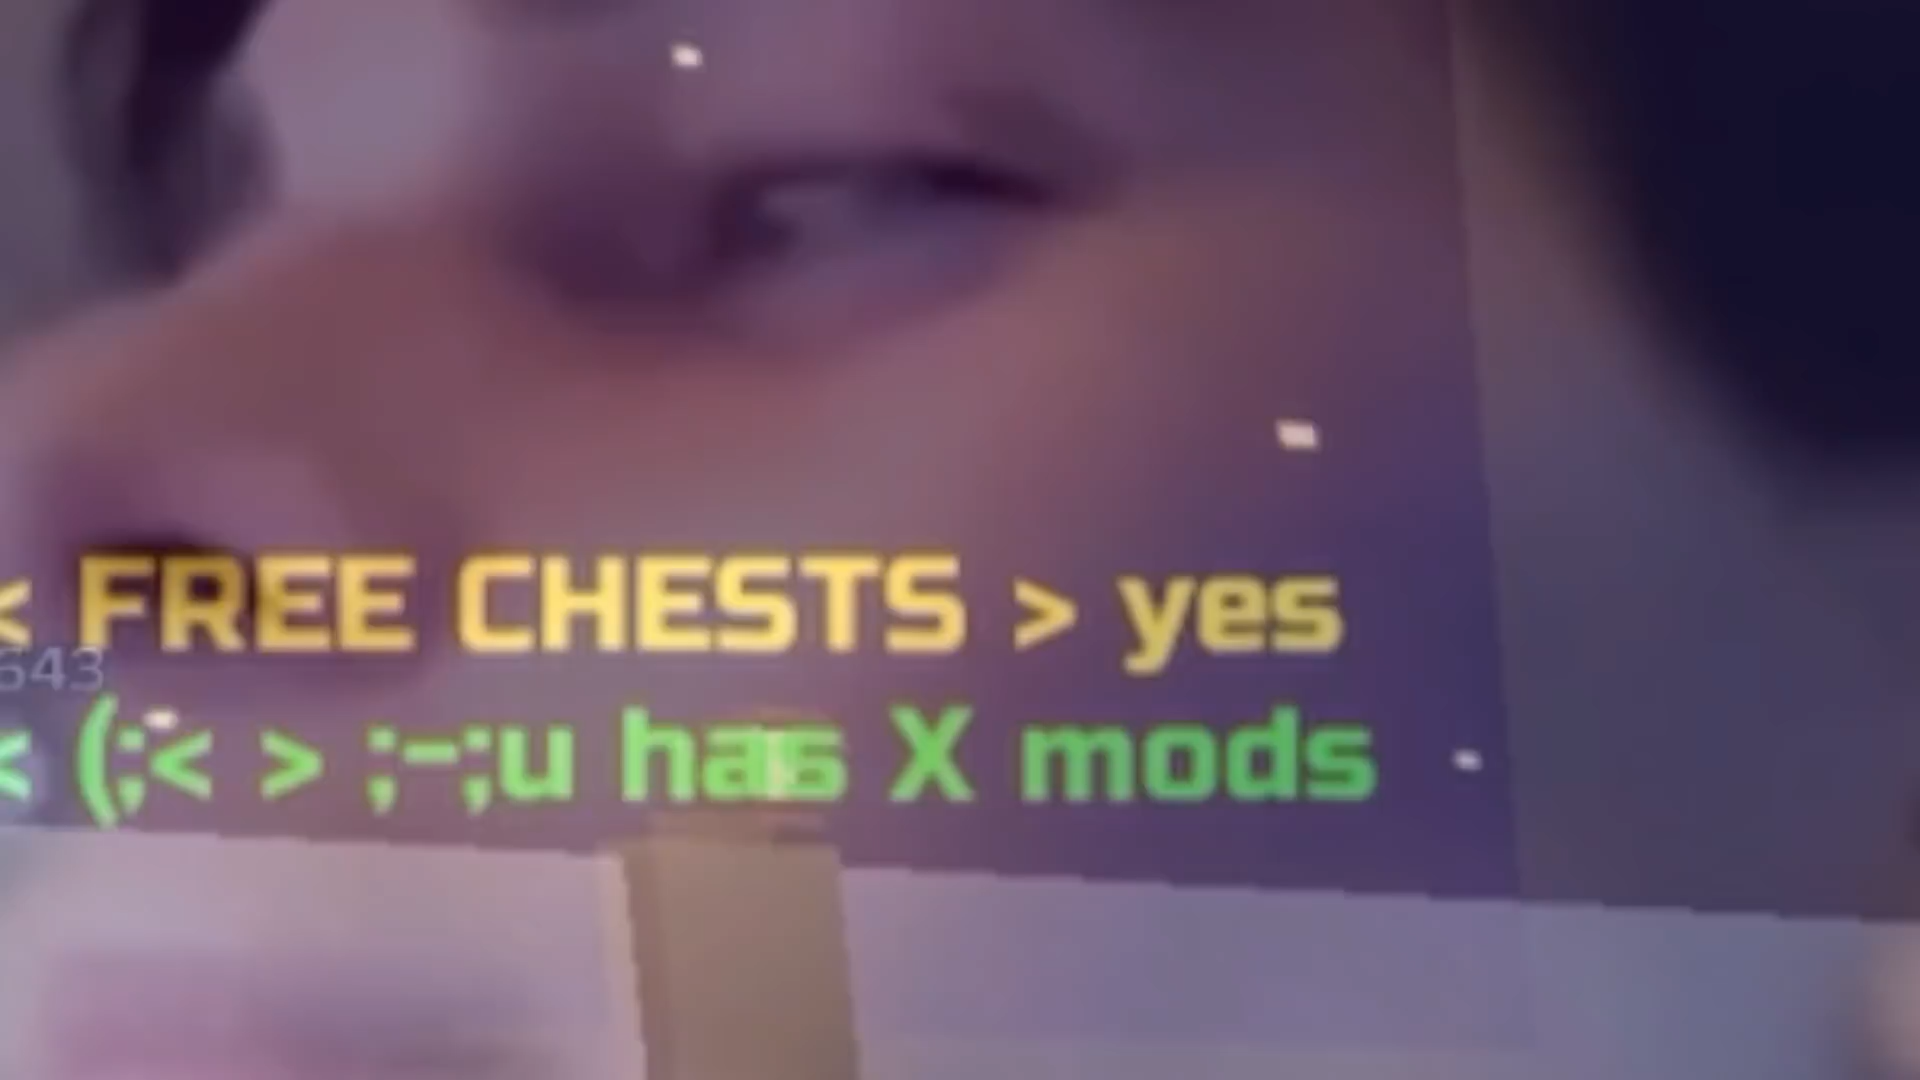 < FREE CHESTS > yes
643
< (;< > ;-;u has X mods